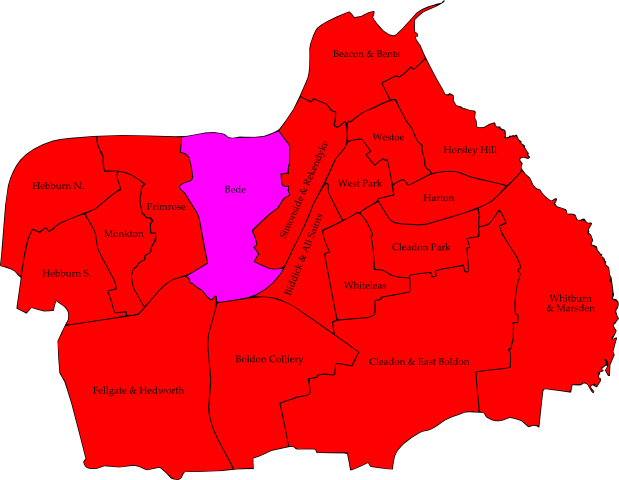 Beacon & Bents
Westoe
Horsley Hill
Simonside & Rekendyke
West Park
Hebburn N.
Bede
Harton
Primrose
Monkton
Biddick & All Saints
Cleadon Park
Hebburn S.
Whiteleas
Whitburn
& Marsden
Boldon Colliery
Cleadon & East Boldon
Fellgate & Hedworth